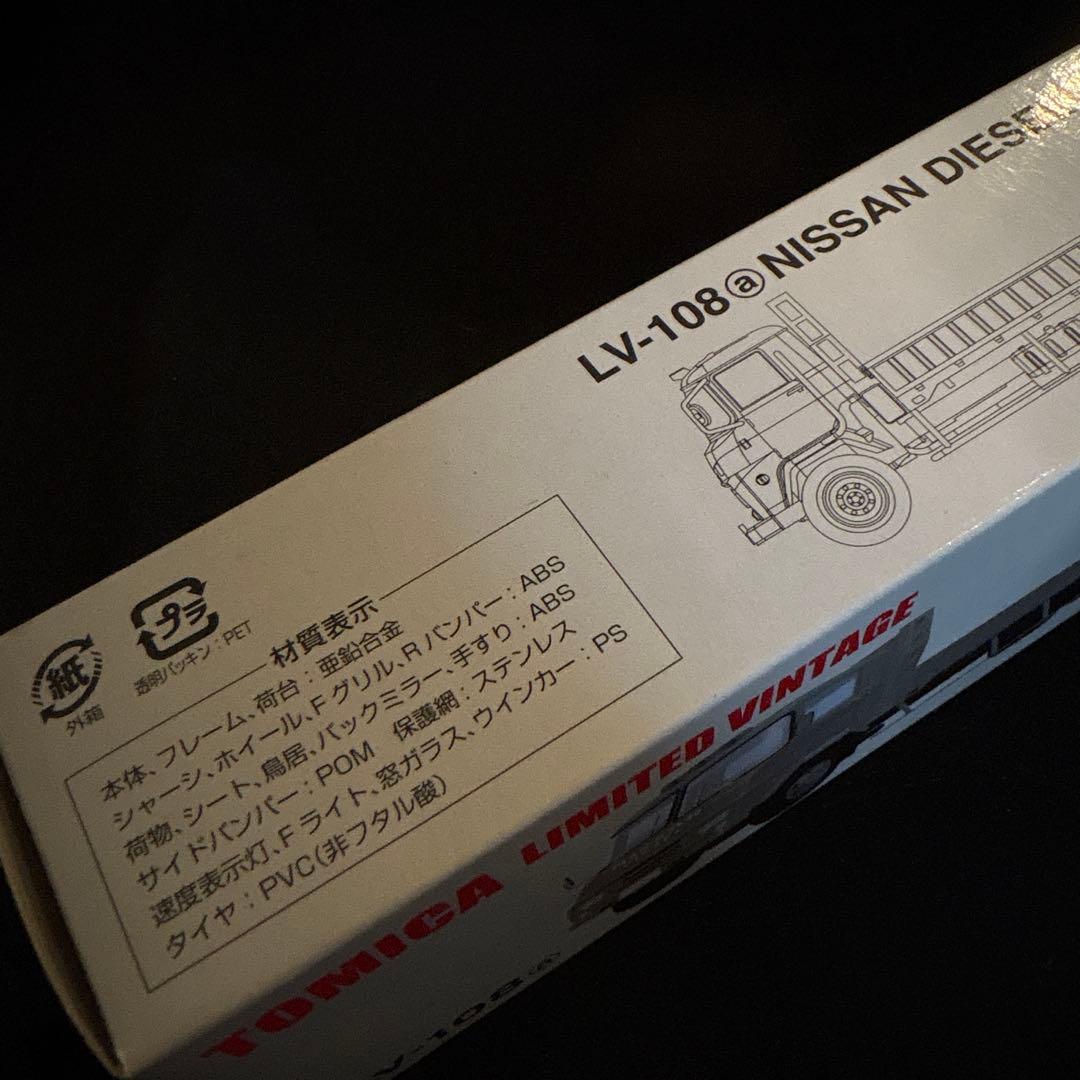 LV-108ⓐNISSAN DIESEL
紙
外箱
プラ
透明パッキン:PET
材質表示
本体、フレーム、荷台:亜鉛合金
シャーシ、ホイール、Fグリル、Rバンパー:ABS
荷物、シート、鳥居、バックミラー、手すり:ABS
サイドバンパー:POM 保護網:ステンレス
速度表示灯、Fライト、窓ガラス、ウインカー:PS
タイヤ:PVC(非フタル酸)
TOMICA LIMITED VINTAGE
V-108ⓐ